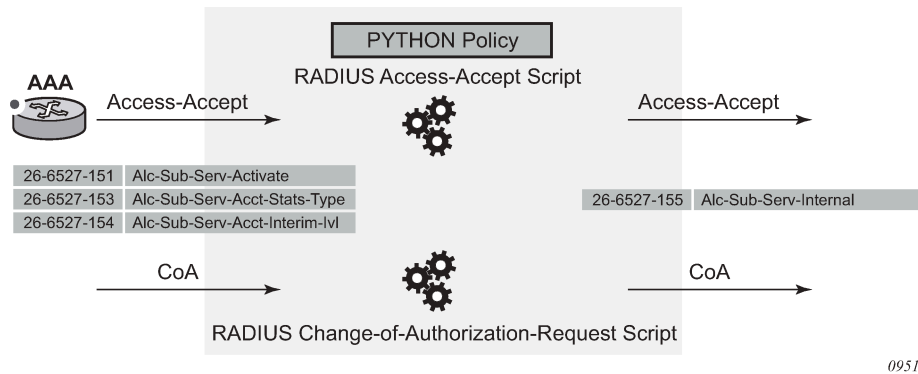 PYTHON Policy
RADIUS Access-Accept Script
AAA
Access-Accept
Access-Accept
26-6527-151 Alc-Sub-Serv-Activate
26-6527-153 Alc-Sub-Serv-Acct-Stats-Type
26-6527-155 Alc-Sub-Serv-Internal
26-6527-154 Alc-Sub-Serv-Acct-Interim-Ivl
CoA
CoA
RADIUS Change-of-Authorization-Request Script
0951